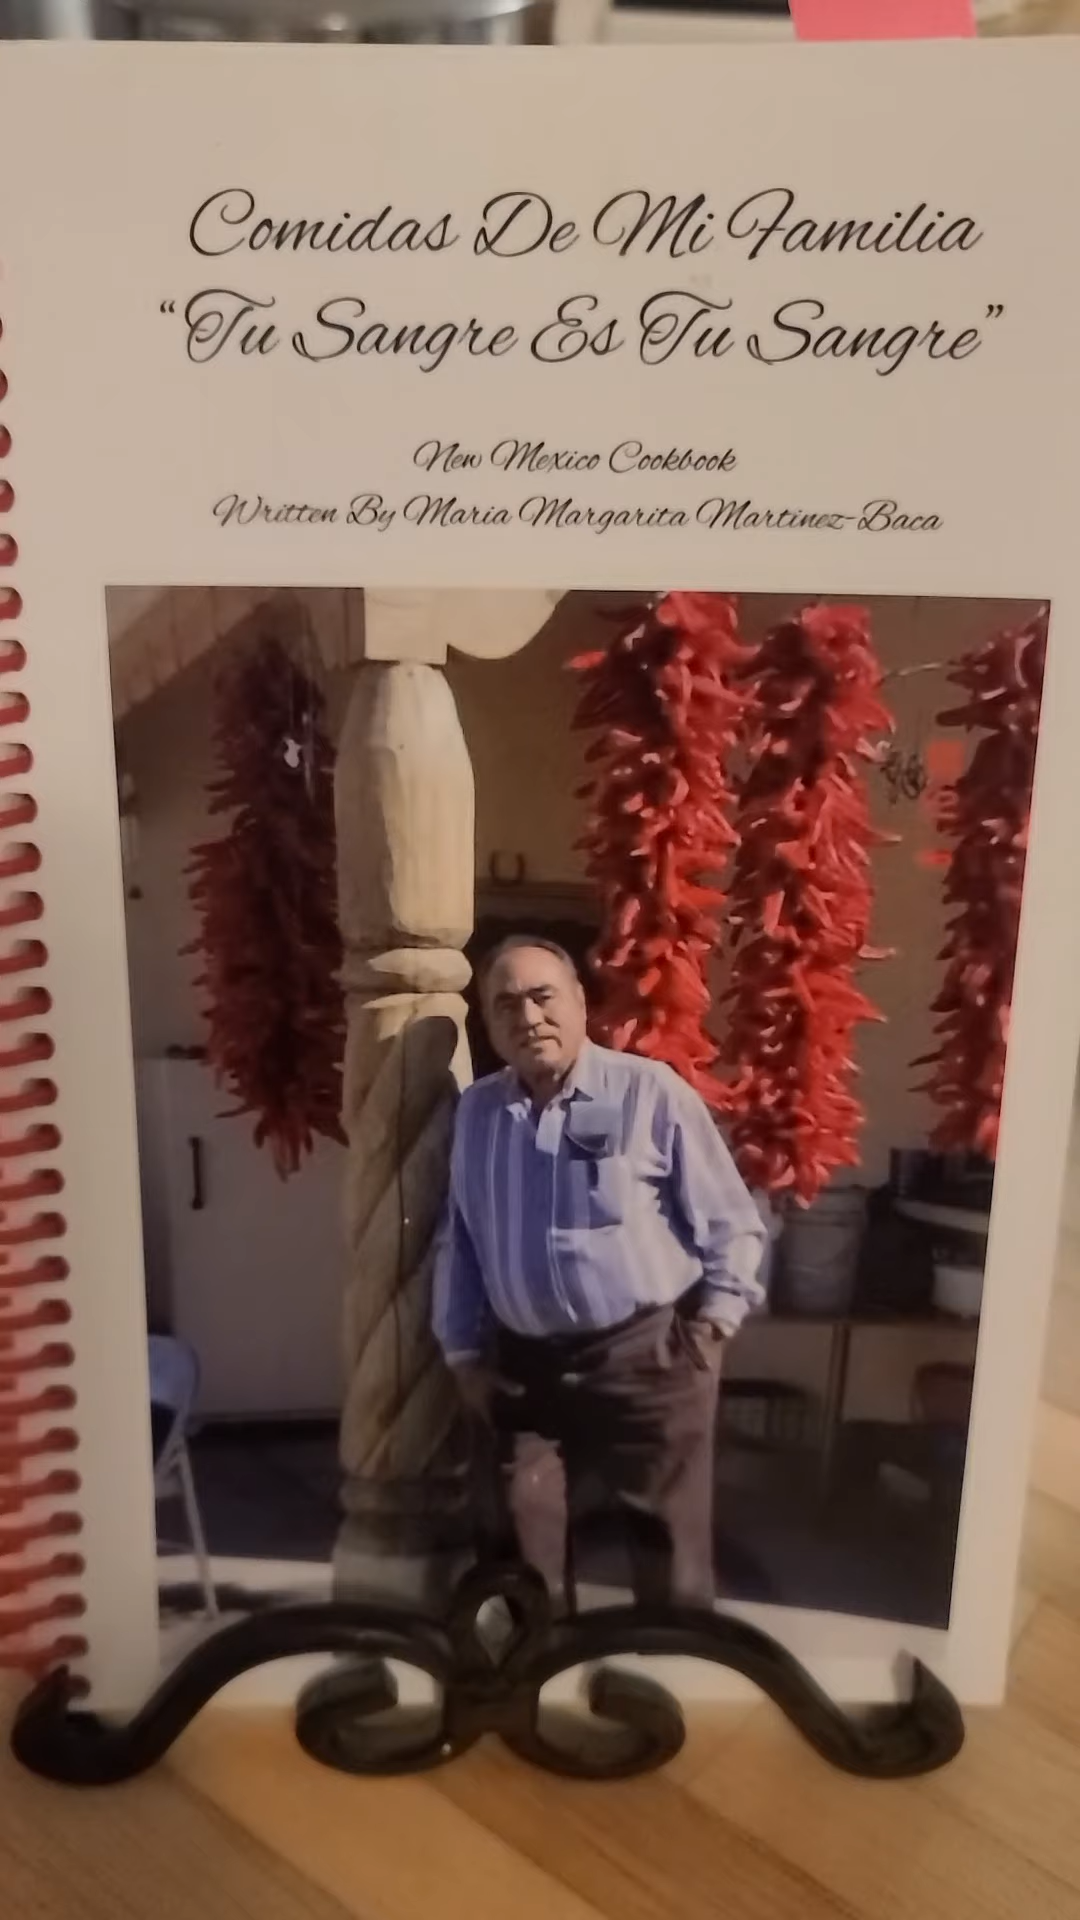 Comidas De Mi Familia
“Tu Sangre Es Tu Sangre”
New Mexico Cookbook
Written By Maria Margarita Martinez-Baca